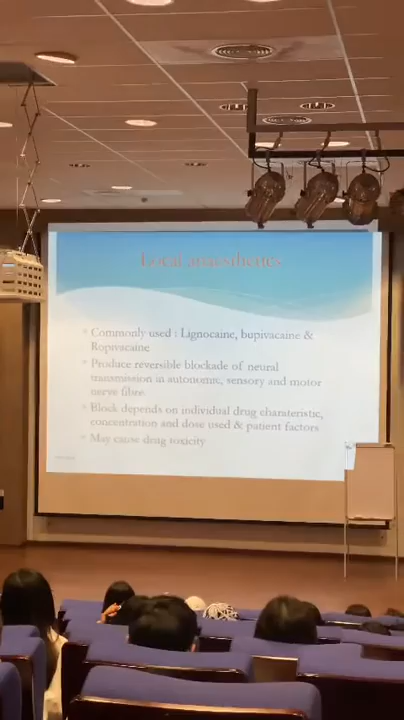 Local anaesthetics
Commonly used : Lignocaine, bupivacaine &
Ropivacaine
Produce reversible blockade of neural
transmission in autonomic, sensory and motor
nerve fibre
Block depends on individual drug charateristic,
concentration and dose used & patient factors
May cause drug toxicity